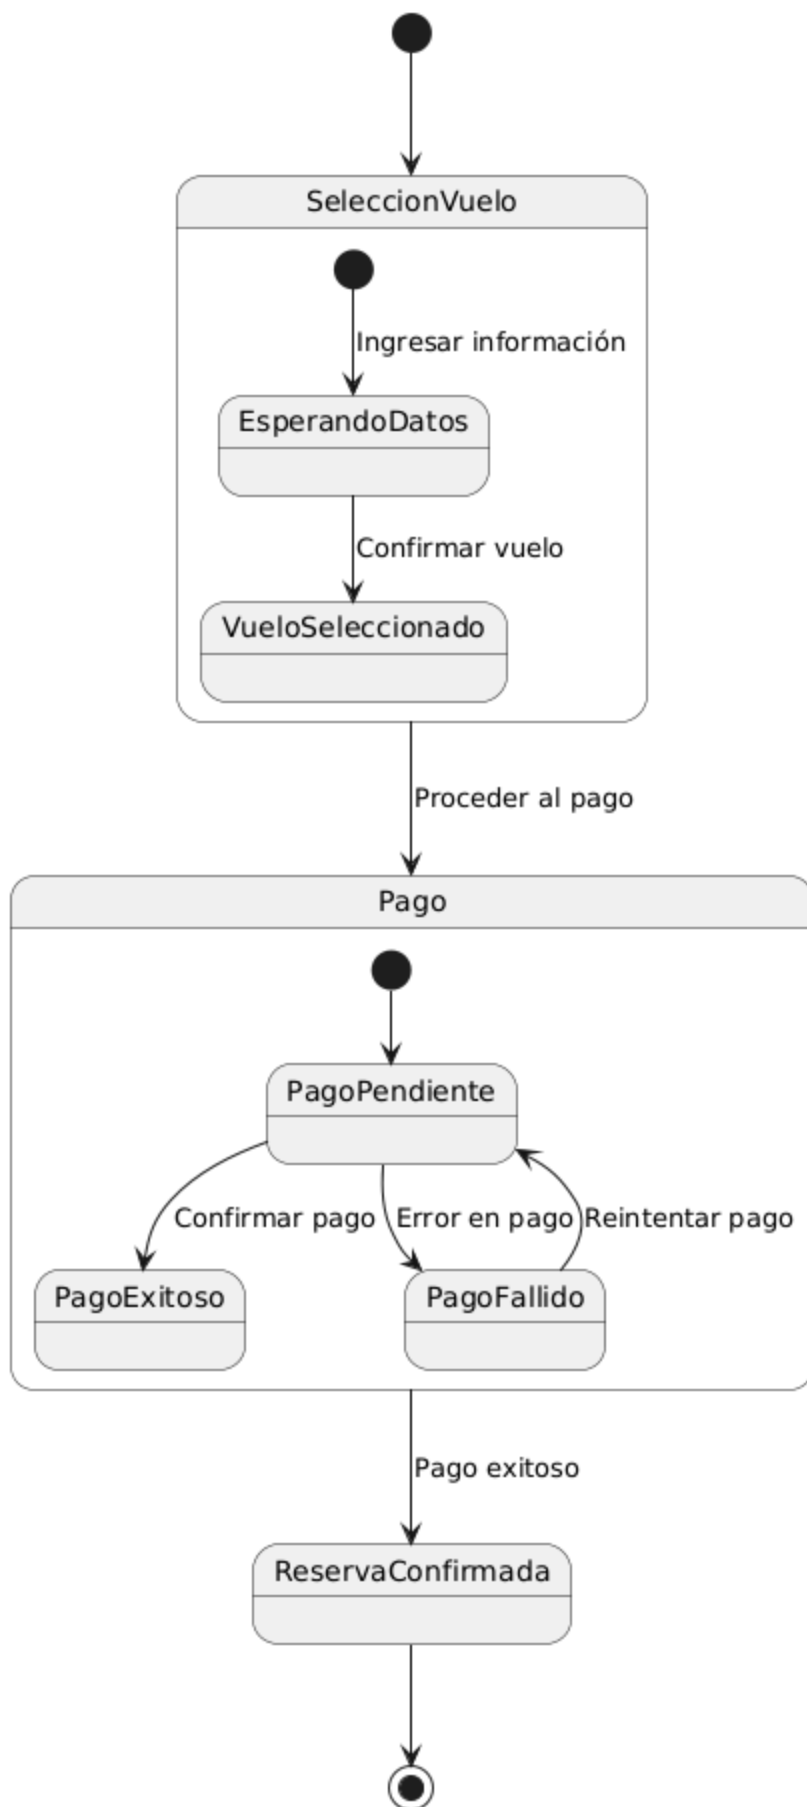 SeleccionVuelo
Ingresar información
EsperandoDatos
Confirmar vuelo
VueloSeleccionado
Proceder al pago
Pago
PagoPendiente
Confirmar pago
Error en pago
Reintentar pago
PagoExitoso
PagoFallido
Pago exitoso
ReservaConfirmada